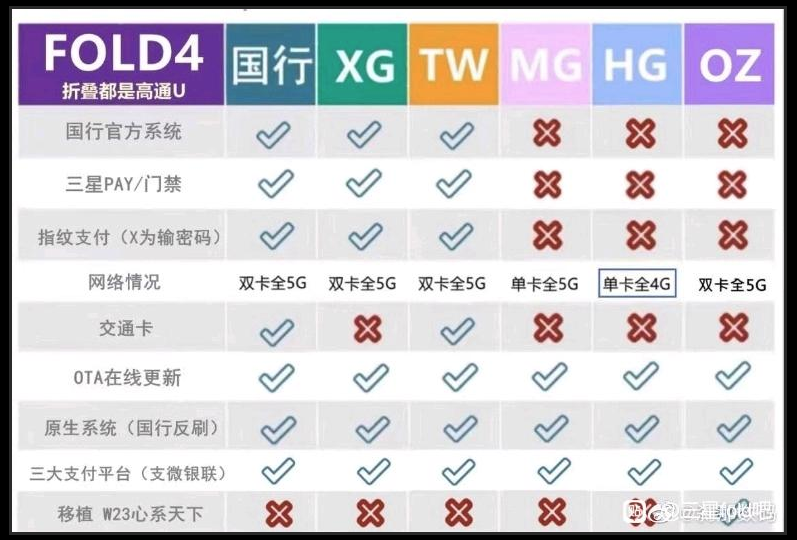 FOLD4
折叠都是高通U
国行 XG TW MG HG OZ
国行官方系统
三星PAY/门禁
指纹支付（X为输密码）
网络情况 双卡全5G 双卡全5G 双卡全5G 单卡全5G 单卡全4G 双卡全5G
交通卡
OTA在线更新
原生系统（国行反刷）
三大支付平台（支微银联）
移植 W23心系天下